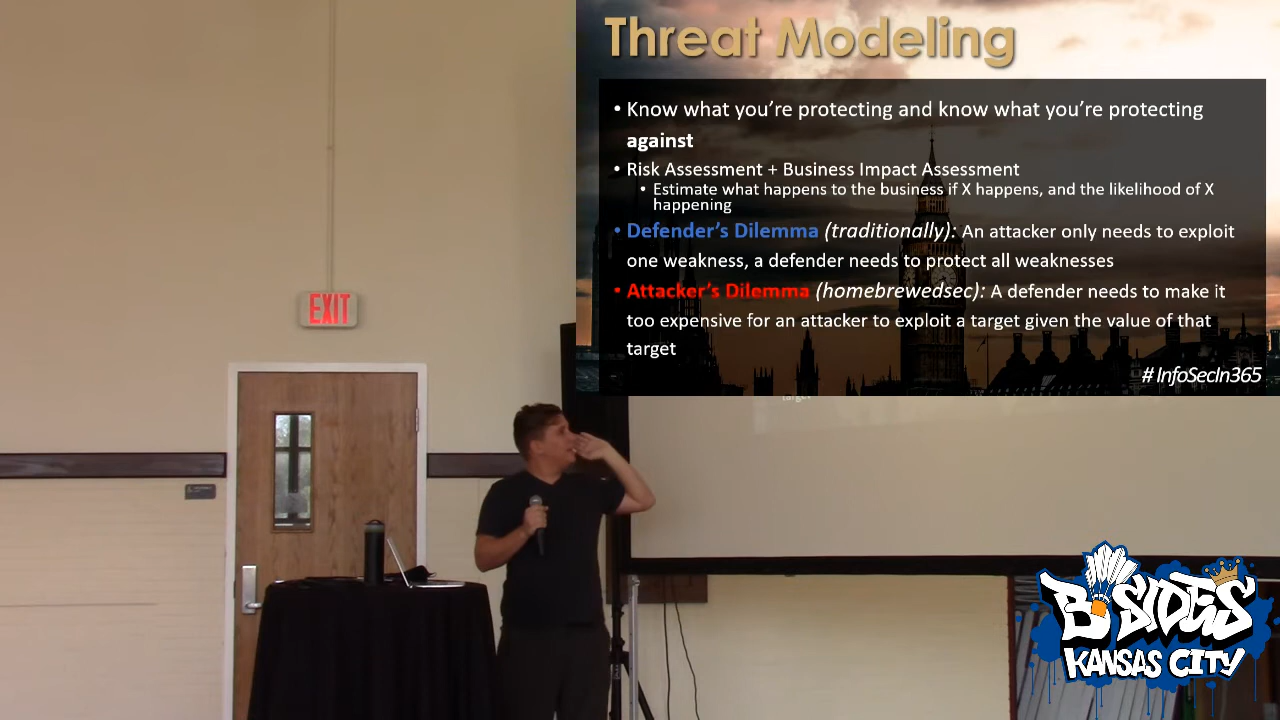 Threat Modeling
• Know what you're protecting and know what you're protecting
against
• Risk Assessment + Business Impact Assessment
• Estimate what happens to the business if X happens, and the likelihood of X
happening
• Defender's Dilemma (traditionally): An attacker only needs to exploit
one weakness, a defender needs to protect all weaknesses
• Attacker's Dilemma (homebrewedsec): A defender needs to make it
too expensive for an attacker to exploit a target given the value of that
target
#InfoSecIn365
target
EXIT
B·SIDES
KANSAS CITY